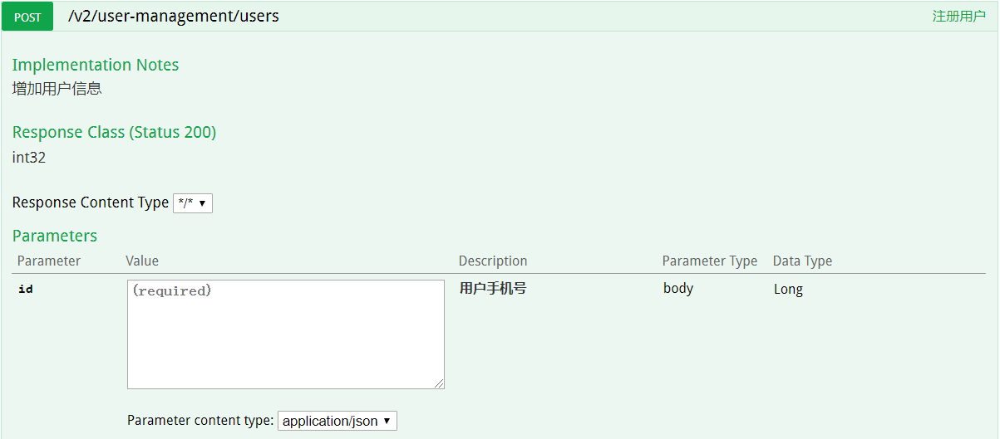 POST /v2/user-management/users 注册用户
Implementation Notes
增加用户信息
Response Class (Status 200)
int32
Response Content Type */*
Parameters
Parameter Value Description Parameter Type Data Type
id (required) 用户手机号 body Long
Parameter content type: application/json